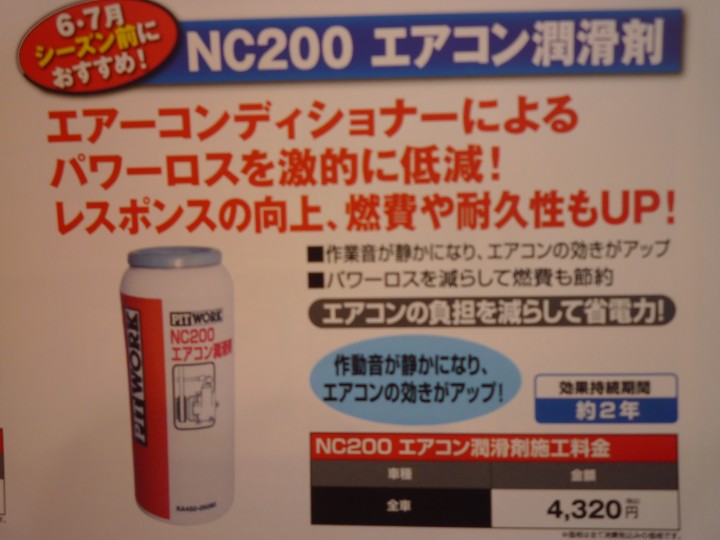 6・7月
シーズン前に
おすすめ!
NC200 エアコン潤滑剤
エアーコンディショナーによる
パワーロスを激的に低減!
レスポンスの向上、燃費や耐久性もUP!
■作業音が静かになり、エアコンの効きがアップ
■パワーロスを減らして燃費も節約
エアコンの負担を減らして省電力!
作動音が静かになり、
エアコンの効きがアップ!
効果持続期間
約2年
PITWORK
PITWORK
NC200
エアコン潤滑剤
NC200 エアコン潤滑剤施工料金
車種 金額
全車 4,320円